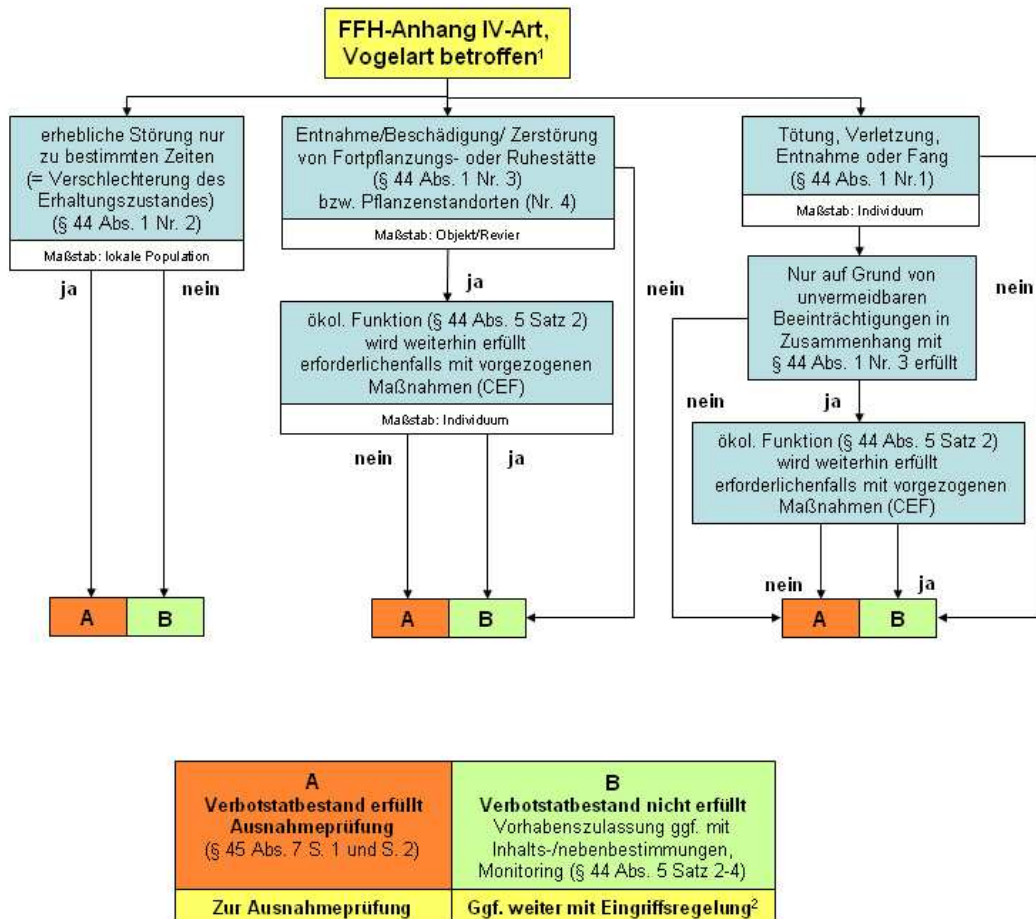 FFH-Anhang IV-Art,
Vogelart betroffen¹
erhebliche Störung nur
zu bestimmten Zeiten
(= Verschlechterung des
Erhaltungszustandes)
(§ 44 Abs. 1 Nr. 2)
Maßstab: lokale Population
ja
nein
A
B
Entnahme/Beschädigung/ Zerstörung
von Fortpflanzungs- oder Ruhestätte
(§ 44 Abs. 1 Nr. 3)
bzw. Pflanzenstandorten (Nr. 4)
Maßstab: Objekt/Revier
ja
nein
ökol. Funktion (§ 44 Abs. 5 Satz 2)
wird weiterhin erfüllt
erforderlichenfalls mit vorgezogenen
Maßnahmen (CEF)
Maßstab: Individuum
nein
ja
A
B
Tötung, Verletzung,
Entnahme oder Fang
(§ 44 Abs. 1 Nr.1)
Maßstab: Individuum
nein
Nur auf Grund von
unvermeidbaren
Beeinträchtigungen in
Zusammenhang mit
§ 44 Abs. 1 Nr. 3 erfüllt
nein
ja
ökol. Funktion (§ 44 Abs. 5 Satz 2)
wird weiterhin erfüllt
erforderlichenfalls mit vorgezogenen
Maßnahmen (CEF)
nein
ja
A
B
A
Verbotstatbestand erfüllt
Ausnahmeprüfung
(§ 45 Abs. 7 S. 1 und S. 2)
Zur Ausnahmeprüfung
B
Verbotstatbestand nicht erfüllt
Vorhabenszulassung ggf. mit
Inhalts-/nebenbestimmungen,
Monitoring (§ 44 Abs. 5 Satz 2-4)
Ggf. weiter mit Eingriffsregelung²